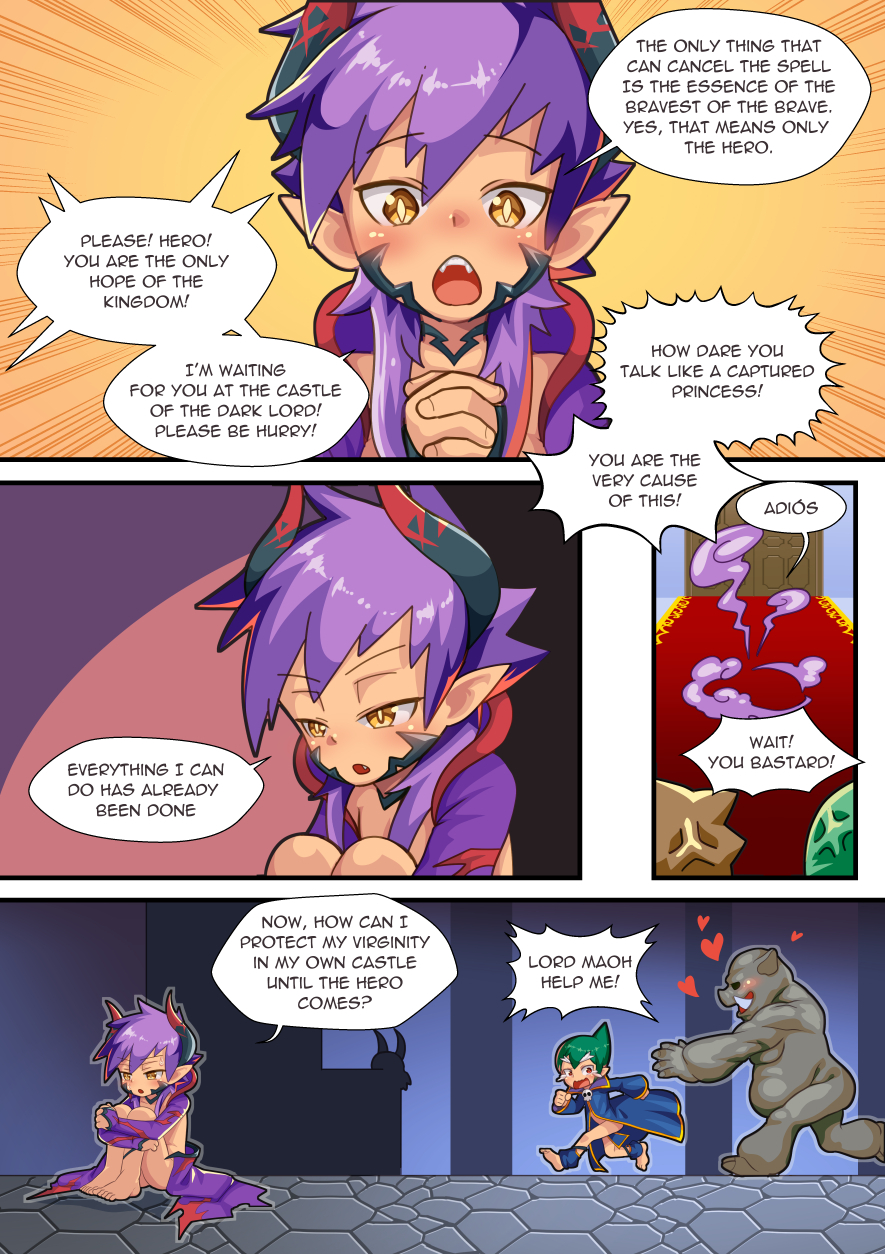 THE ONLY THING THAT
CAN CANCEL THE SPELL
IS THE ESSENCE OF THE
BRAVEST OF THE BRAVE.
YES, THAT MEANS ONLY
THE HERO.
PLEASE! HERO!
YOU ARE THE ONLY
HOPE OF THE
KINGDOM!
I'M WAITING
FOR YOU AT THE CASTLE
OF THE DARK LORD!
PLEASE BE HURRY!
HOW DARE YOU
TALK LIKE A CAPTURED
PRINCESS!
YOU ARE THE
VERY CAUSE
OF THIS!
ADIÓS
WAIT!
YOU BASTARD!
EVERYTHING I CAN
DO HAS ALREADY
BEEN DONE
NOW, HOW CAN I
PROTECT MY VIRGINITY
IN MY OWN CASTLE
UNTIL THE HERO
COMES?
LORD MAOH
HELP ME!